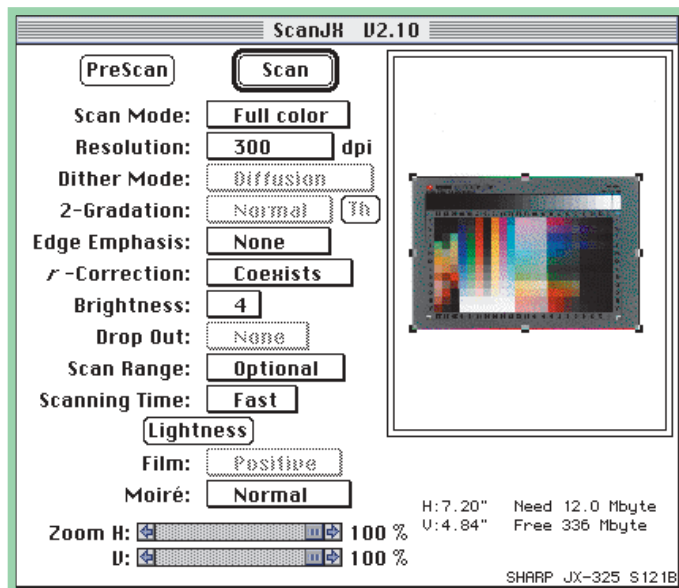 ScanJX V2.10
PreScan Scan
Scan Mode: Full color
Resolution: 300 dpi
Dither Mode: Diffusion
2-Gradation: Normal Th
Edge Emphasis: None
r-Correction: Coexists
Brightness: 4
Drop Out: None
Scan Range: Optional
Scanning Time: Fast
Lightness
Film: Positive
Moiré: Normal
Zoom H: 100 %
V: 100 %
H:7.20" Need 12.0 Mbyte
V:4.84" Free 336 Mbyte
SHARP JX-325 S121B